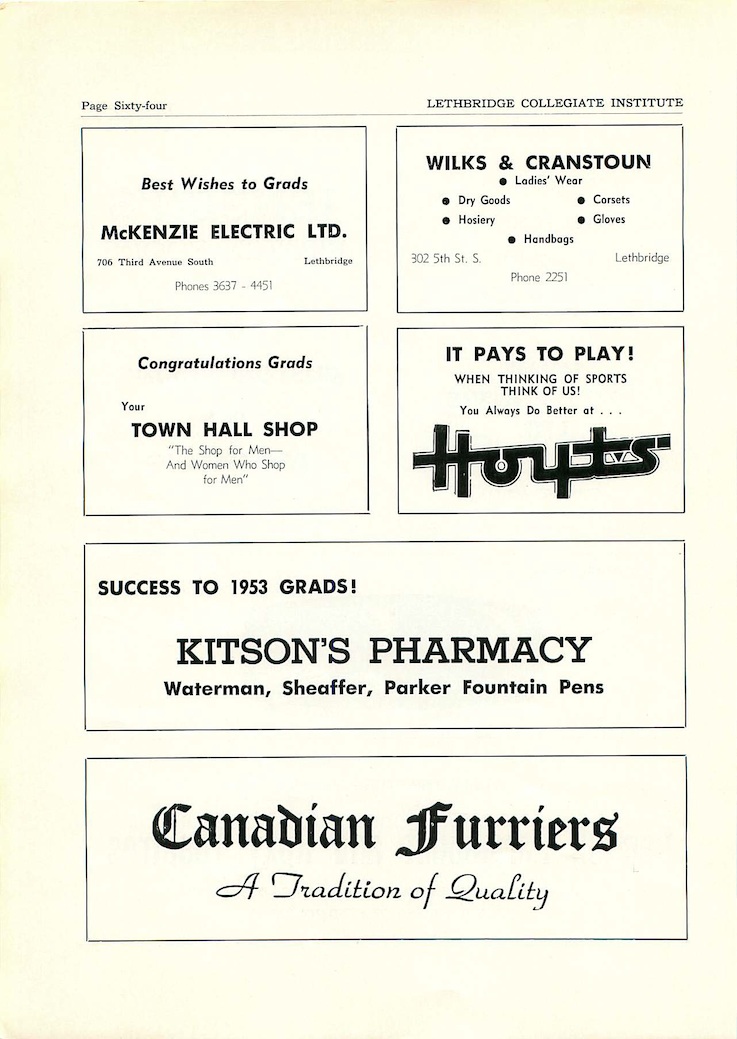 Page Sixty-four
LETHBRIDGE COLLEGIATE INSTITUTE
Best Wishes to Grads
McKENZIE ELECTRIC LTD.
706 Third Avenue South Lethbridge
Phones 3637 - 4451
WILKS & CRANSTOUN
● Ladies' Wear
● Dry Goods ● Corsets
● Hosiery ● Gloves
● Handbags
302 5th St. S. Lethbridge
Phone 2251
Congratulations Grads
Your
TOWN HALL SHOP
"The Shop for Men—
And Women Who Shop
for Men"
IT PAYS TO PLAY!
WHEN THINKING OF SPORTS
THINK OF US!
You Always Do Better at . . .
Hoyts
SUCCESS TO 1953 GRADS!
KITSON'S PHARMACY
Waterman, Sheaffer, Parker Fountain Pens
Canadian Furriers
A Tradition of Quality